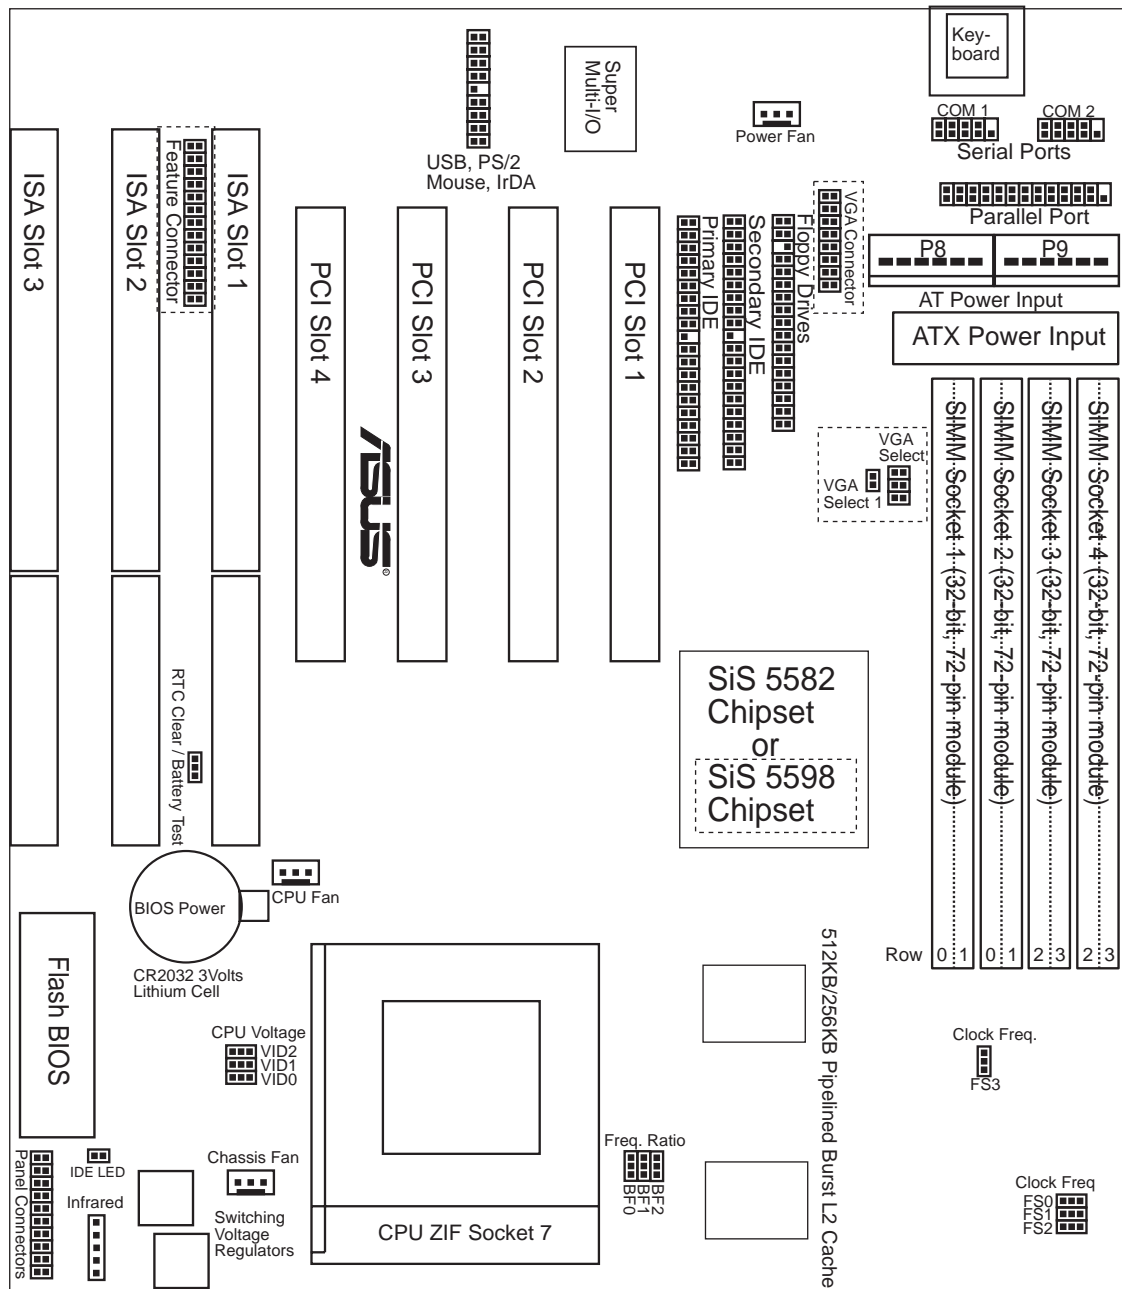 Key-
board
COM 1
COM 2
Serial Ports
Super
Multi-I/O
Power Fan
USB, PS/2
Mouse, IrDA
Parallel Port
P8
P9
AT Power Input
ATX Power Input
ISA Slot 3
ISA Slot 2
Feature Connector
ISA Slot 1
PCI Slot 4
PCI Slot 3
PCI Slot 2
PCI Slot 1
Primary IDE
Secondary IDE
Floppy Drives
VGA Connector
ASUS®
VGA
Select
VGA
Select 1
SIMM Socket 1 (32-bit, 72-pin module)
SIMM Socket 2 (32-bit, 72-pin module)
SIMM Socket 3 (32-bit, 72-pin module)
SIMM Socket 4 (32-bit, 72-pin module)
Row 0 1 0 1 2 3 2 3
SiS 5582
Chipset
or
SiS 5598
Chipset
RTC Clear / Battery Test
CPU Fan
BIOS Power
CR2032 3Volts
Lithium Cell
Flash BIOS
CPU Voltage
VID2
VID1
VID0
512KB/256KB Pipelined Burst L2 Cache
Clock Freq.
FS3
Freq. Ratio
BF0
BF1
BF2
Clock Freq
FS0
FS1
FS2
Panel Connectors
IDE LED
Infrared
Chassis Fan
Switching
Voltage
Regulators
CPU ZIF Socket 7